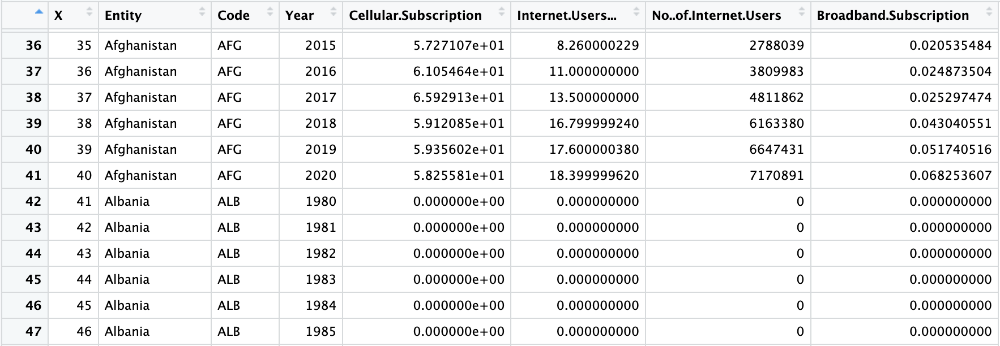 X Entity Code Year Cellular.Subscription Internet.Users... No..of.Internet.Users Broadband.Subscription
36 35 Afghanistan AFG 2015 5.727107e+01 8.260000229 2788039 0.020535484
37 36 Afghanistan AFG 2016 6.105464e+01 11.000000000 3809983 0.024873504
38 37 Afghanistan AFG 2017 6.592913e+01 13.500000000 4811862 0.025297474
39 38 Afghanistan AFG 2018 5.912085e+01 16.799999240 6163380 0.043040551
40 39 Afghanistan AFG 2019 5.935602e+01 17.600000380 6647431 0.051740516
41 40 Afghanistan AFG 2020 5.825581e+01 18.399999620 7170891 0.068253607
42 41 Albania ALB 1980 0.000000e+00 0.000000000 0 0.000000000
43 42 Albania ALB 1981 0.000000e+00 0.000000000 0 0.000000000
44 43 Albania ALB 1982 0.000000e+00 0.000000000 0 0.000000000
45 44 Albania ALB 1983 0.000000e+00 0.000000000 0 0.000000000
46 45 Albania ALB 1984 0.000000e+00 0.000000000 0 0.000000000
47 46 Albania ALB 1985 0.000000e+00 0.000000000 0 0.000000000